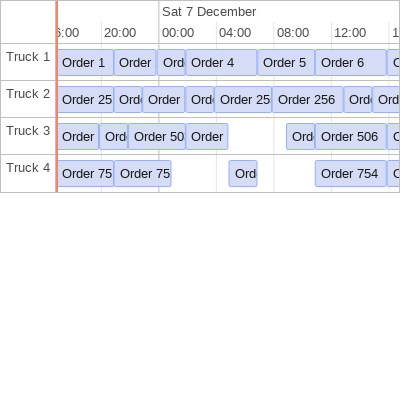 Sat 7 December
6:00 20:00 00:00 04:00 08:00 12:00 1
Truck 1 Order 1 Order Ord Order 4 Order 5 Order 6 O
Truck 2 Order 25 Ord Order Ord Order 25 Order 256 Ord Ord
Truck 3 Order Ord Order 50 Order Ord Order 506 O
Truck 4 Order 75 Order 75 Ord Order 754 O